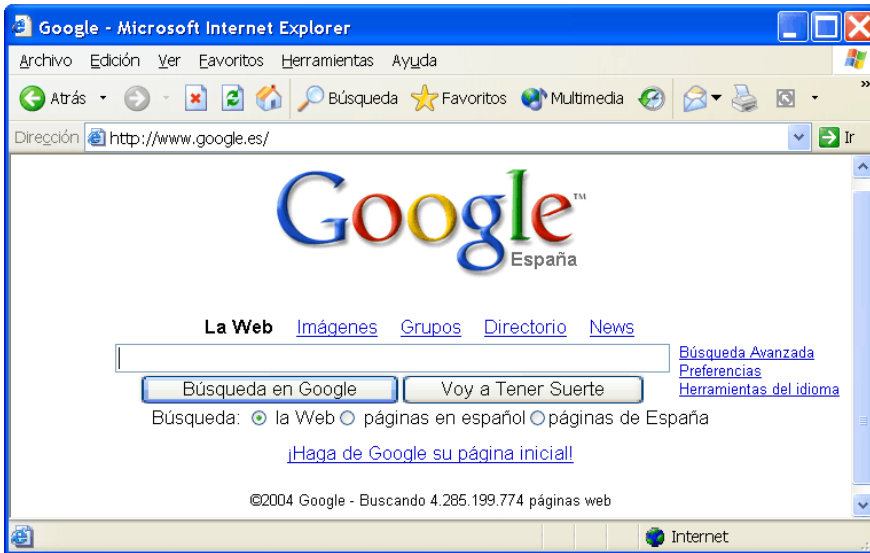 Google - Microsoft Internet Explorer
Archivo Edición Ver Favoritos Herramientas Ayuda
Atrás Búsqueda Favoritos Multimedia »
Dirección http://www.google.es/ Ir
Google™
España
La Web Imágenes Grupos Directorio News
Búsqueda Avanzada
Preferencias
Herramientas del idioma
Búsqueda en Google Voy a Tener Suerte
Búsqueda: la Web páginas en español páginas de España
¡Haga de Google su página inicial!
©2004 Google - Buscando 4.285.199.774 páginas web
Internet